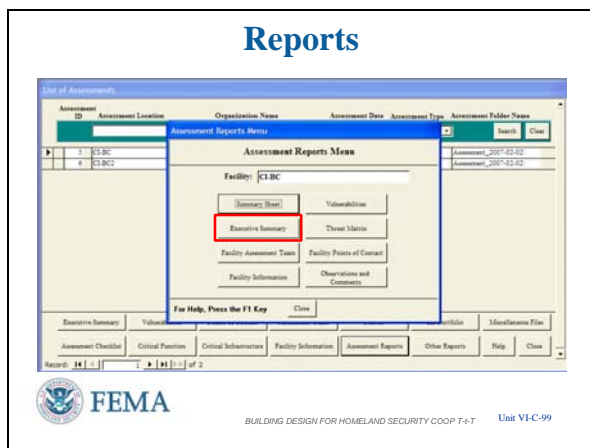 Reports
List of Assessments
Assessment ID Assessment Location Organization Name Assessment Date Assessment Type Assessment Folder Name
Search Clear
5 CI-BC Assessment_2007-02-02
6 CI-BC2 Assessment_2007-02-02
Assessment Reports Menu
Assessment Reports Menu
Facility: CI-BC
Summary Sheet Vulnerabilities
Executive Summary Threat Matrix
Facility Assessment Team Facility Points of Contact
Facility Information Observations and Comments
For Help, Press the F1 Key Close
Executive Summary Miscellaneous Files
Assessment Checklist Critical Function Critical Infrastructure Facility Information Assessment Reports Other Reports Help Close
Record: 1 of 2
FEMA
BUILDING DESIGN FOR HOMELAND SECURITY COOP T-t-T Unit VI-C-99